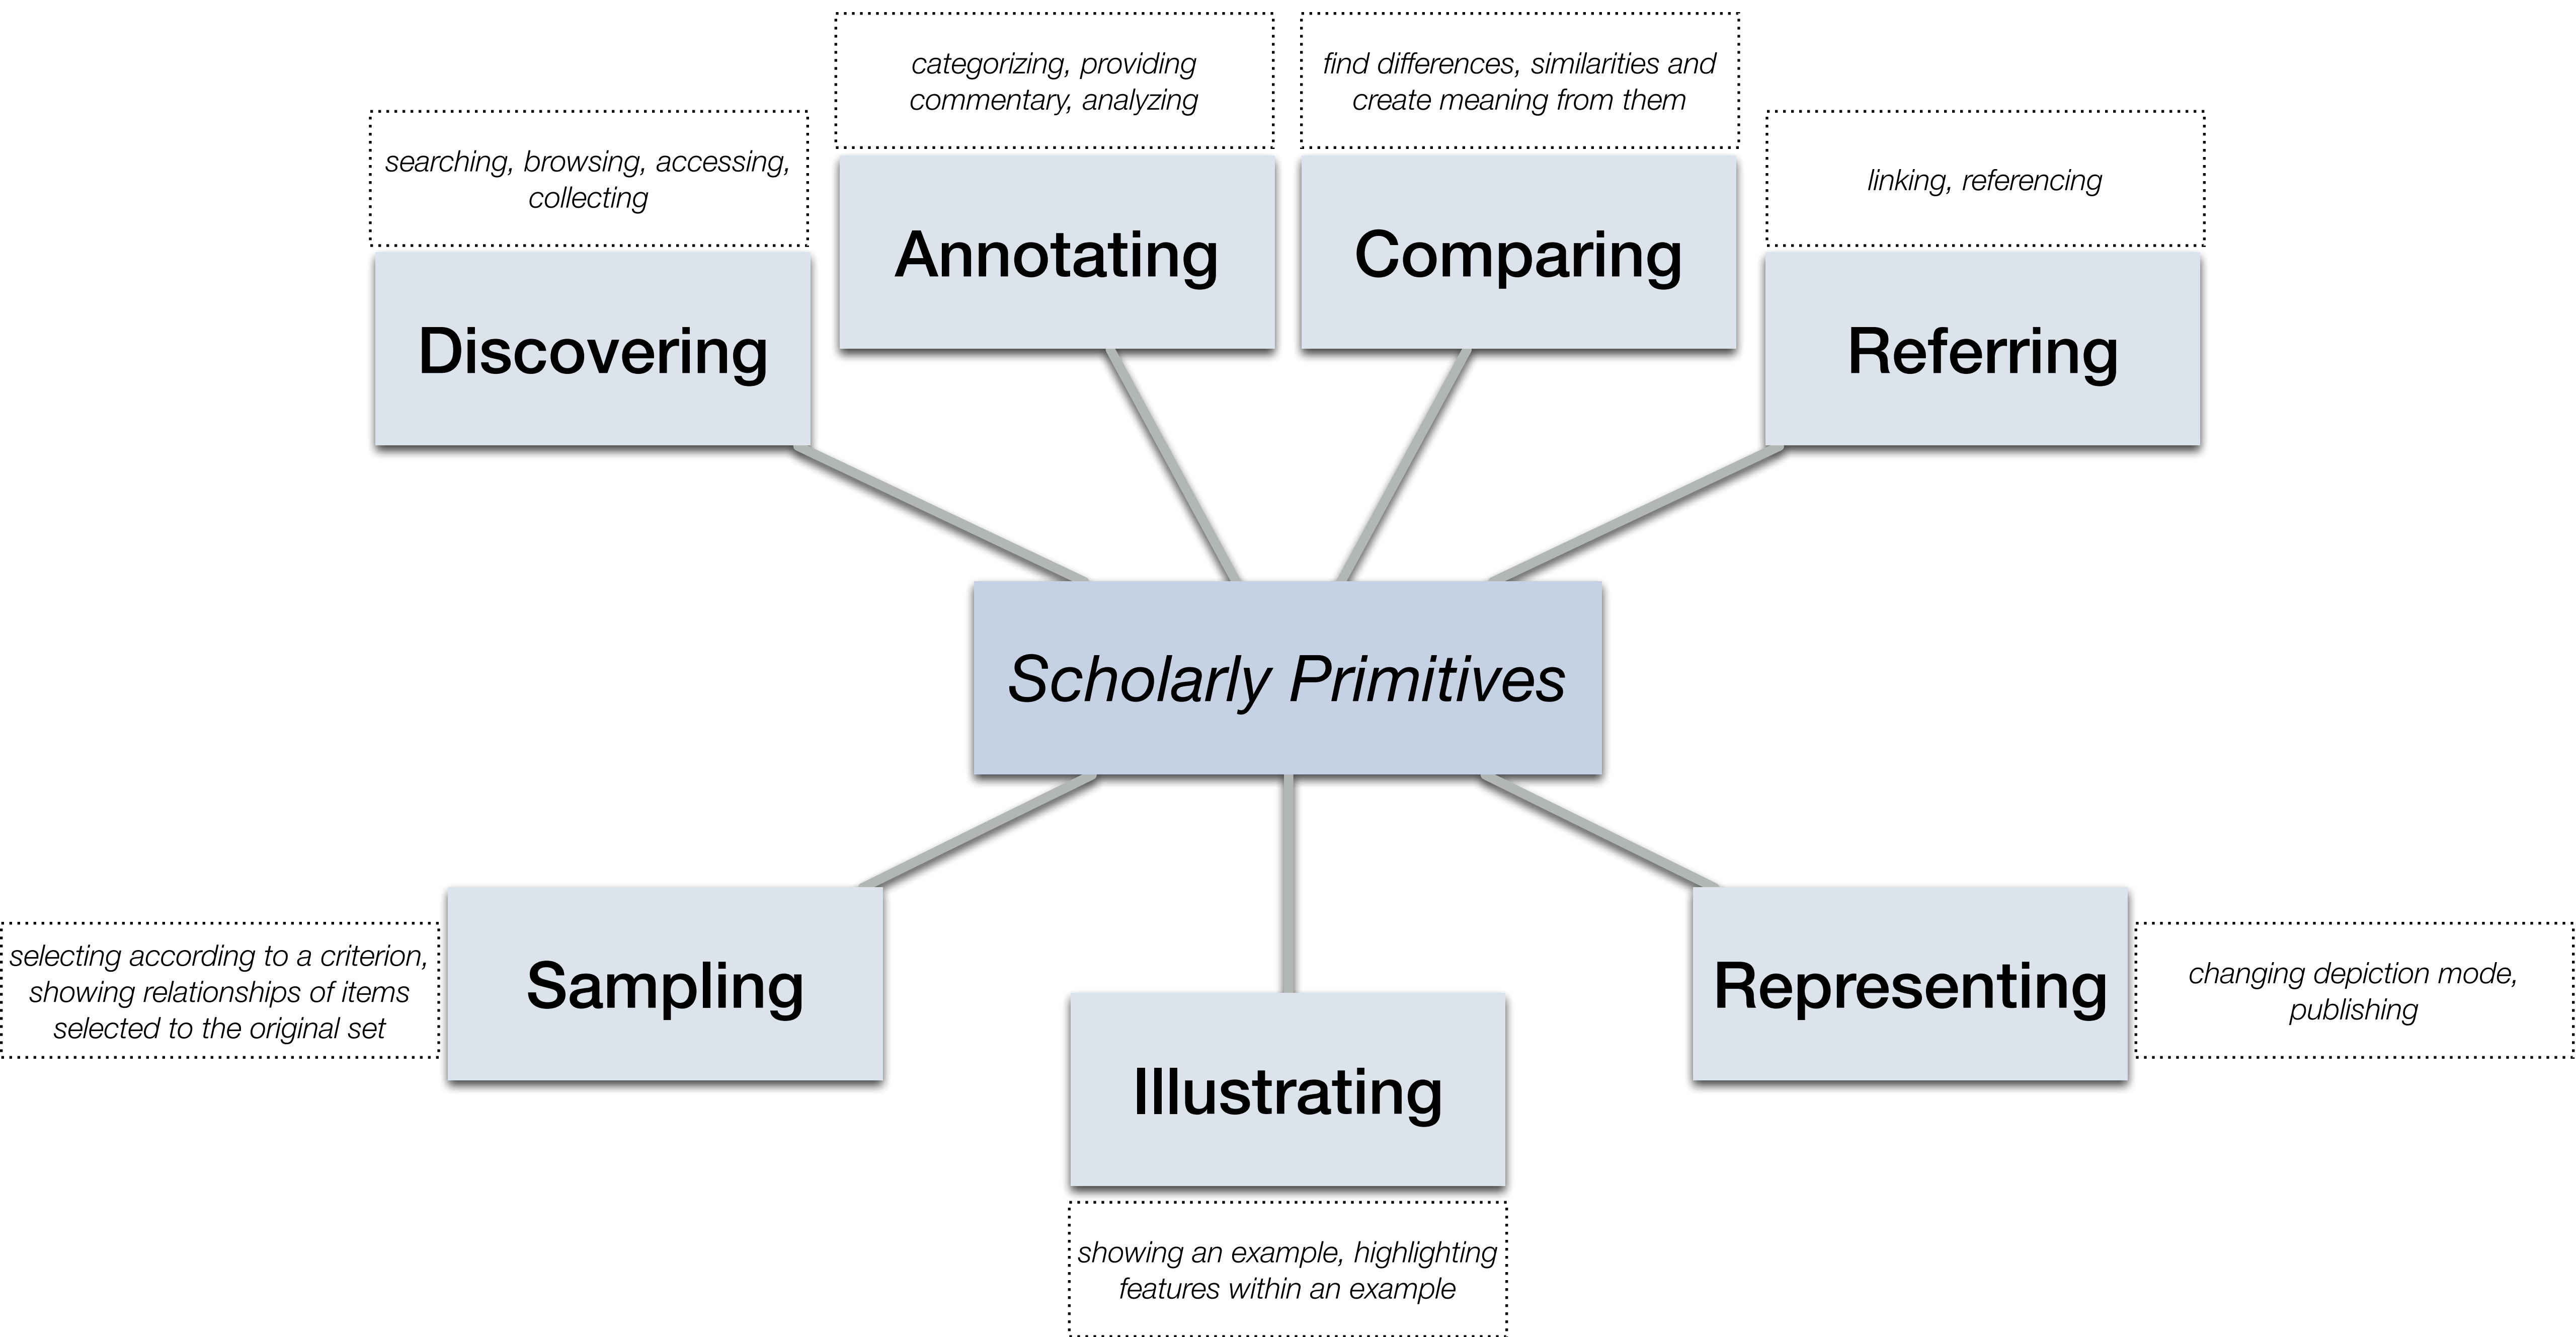 categorizing, providing
commentary, analyzing
find differences, similarities and
create meaning from them
searching, browsing, accessing,
collecting
linking, referencing
Annotating
Comparing
Discovering
Referring
Scholarly Primitives
selecting according to a criterion,
showing relationships of items
selected to the original set
Sampling
Representing
changing depiction mode,
publishing
Illustrating
showing an example, highlighting
features within an example